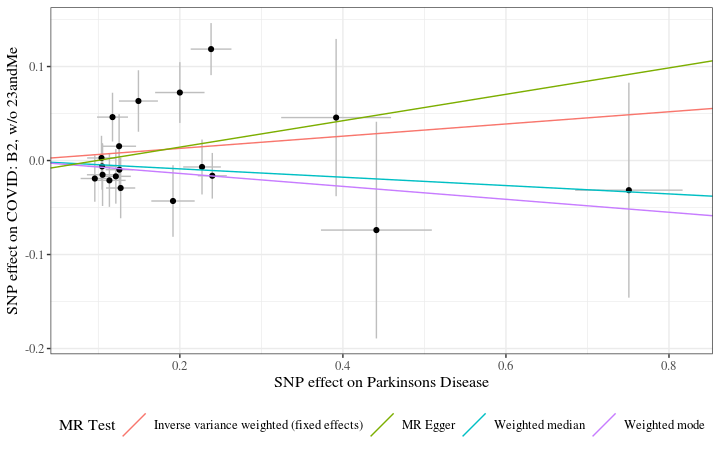 SNP effect on COVID: B2, w/o 23andMe
0.1
0.0
-0.1
-0.2
0.2
0.4
0.6
0.8
SNP effect on Parkinsons Disease
MR Test
Inverse variance weighted (fixed effects)
MR Egger
Weighted median
Weighted mode